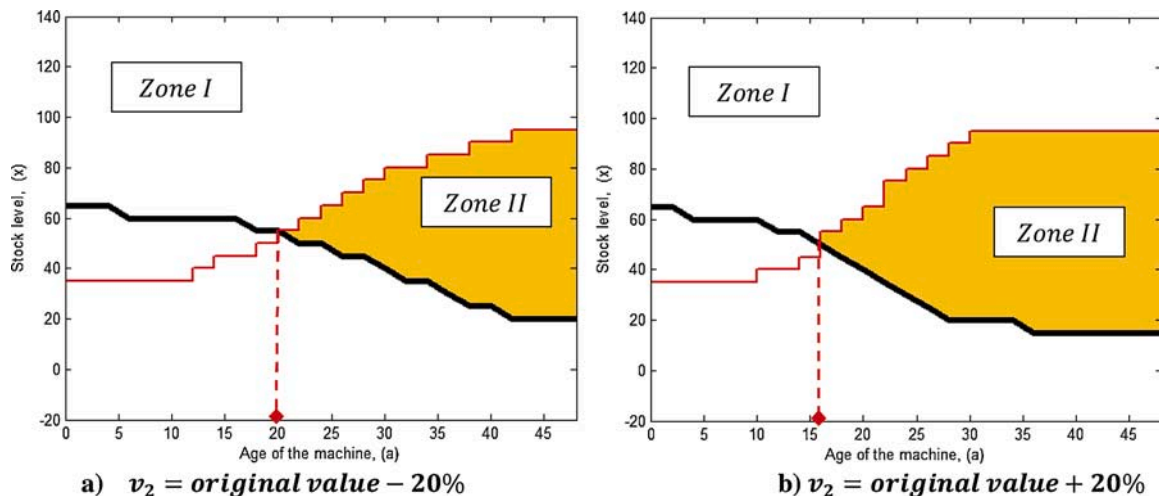 140
120
100
80
60
40
20
0
-20
Stock level, (x)
Zone I
Zone II
0 5 10 15 20 25 30 35 40 45
Age of the machine, (a)
a) v₂ = original value − 20%
140
120
100
80
60
40
20
0
-20
Stock level, (x)
Zone I
Zone II
0 5 10 15 20 25 30 35 40 45
Age of the machine, (a)
b) v₂ = original value + 20%